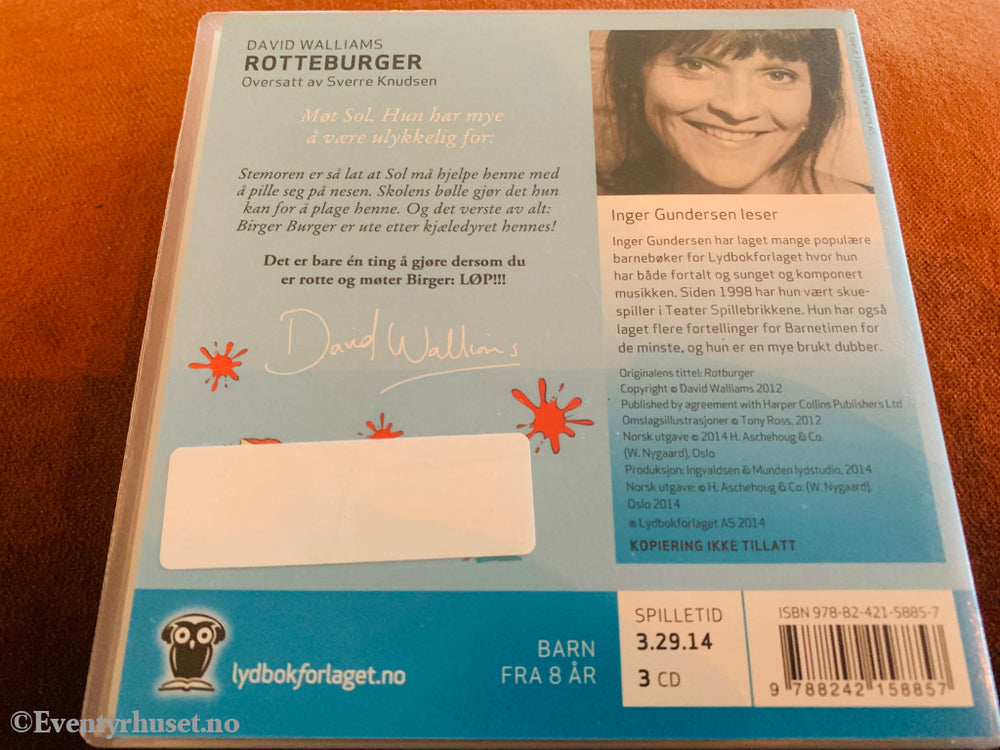 DAVID WALLIAMS
ROTTEBURGER
Oversatt av Sverre Knudsen
Møt Sol. Hun har mye
å være ulykkelig for:
Stemoren er så lat at Sol må hjelpe henne med
å pille seg på nesen. Skolens bølle gjør det hun
kan for å plage henne. Og det verste av alt:
Birger Burger er ute etter kjæledyret hennes!
Det er bare én ting å gjøre dersom du
er rotte og møter Birger: LØP!!!
David Walliams
Inger Gundersen leser
Inger Gundersen har laget mange populære
barnebøker for Lydbokforlaget hvor hun
har både fortalt og sunget og komponert
musikken. Siden 1998 har hun vært skue-
spiller i Teater Spillebrikkene. Hun har også
laget flere fortellinger for Barnetimen for
de minste, og hun er en mye brukt dubber.
Originalens tittel: Ratburger
Copyright © David Walliams 2012
Published by agreement with Harper Collins Publishers Ltd
Omslagsillustrasjoner © Tony Ross, 2012
Norsk utgave © 2014 H. Aschehoug & Co.
(W. Nygaard), Oslo
Produksjon: Ingvaldsen & Munden lydstudio, 2014
Norsk utgave: © H. Aschehoug & Co. (W. Nygaard),
Oslo 2014
® Lydbokforlaget AS 2014
KOPIERING IKKE TILLATT
lydbokforlaget.no
BARN
FRA 8 ÅR
SPILLETID
3.29.14
3 CD
ISBN 978-82-421-5885-7
9 788242 158857
©Eventyrhuset.no